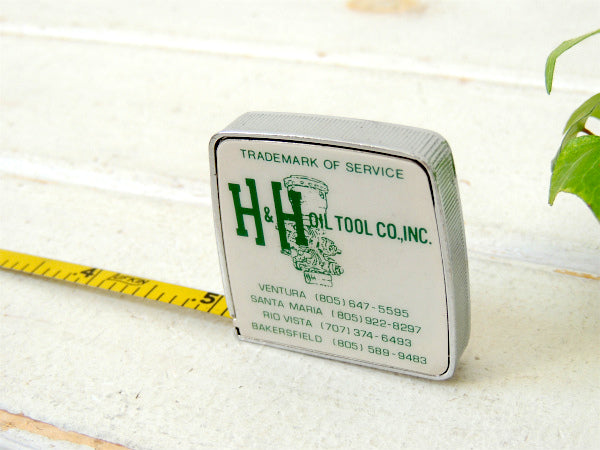 TRADEMARK OF SERVICE
H&H OIL TOOL CO., INC.
VENTURA (805) 647-5595
SANTA MARIA (805) 922-8297
RIO VISTA (707) 374-6493
BAKERSFIELD (805) 589-9483
4 5